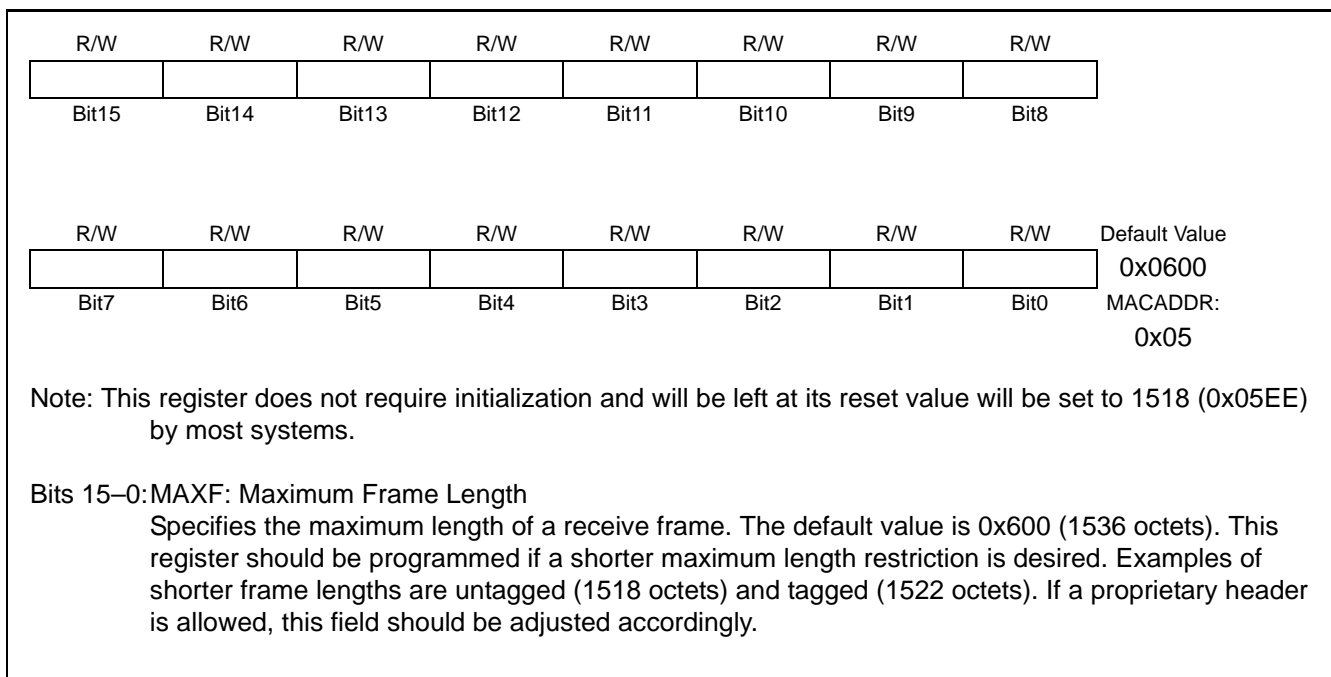 R/W R/W R/W R/W R/W R/W R/W R/W
Bit15 Bit14 Bit13 Bit12 Bit11 Bit10 Bit9 Bit8
R/W R/W R/W R/W R/W R/W R/W R/W Default Value
0x0600
Bit7 Bit6 Bit5 Bit4 Bit3 Bit2 Bit1 Bit0 MACADDR:
0x05
Note: This register does not require initialization and will be left at its reset value will be set to 1518 (0x05EE)
by most systems.
Bits 15–0: MAXF: Maximum Frame Length
Specifies the maximum length of a receive frame. The default value is 0x600 (1536 octets). This
register should be programmed if a shorter maximum length restriction is desired. Examples of
shorter frame lengths are untagged (1518 octets) and tagged (1522 octets). If a proprietary header
is allowed, this field should be adjusted accordingly.